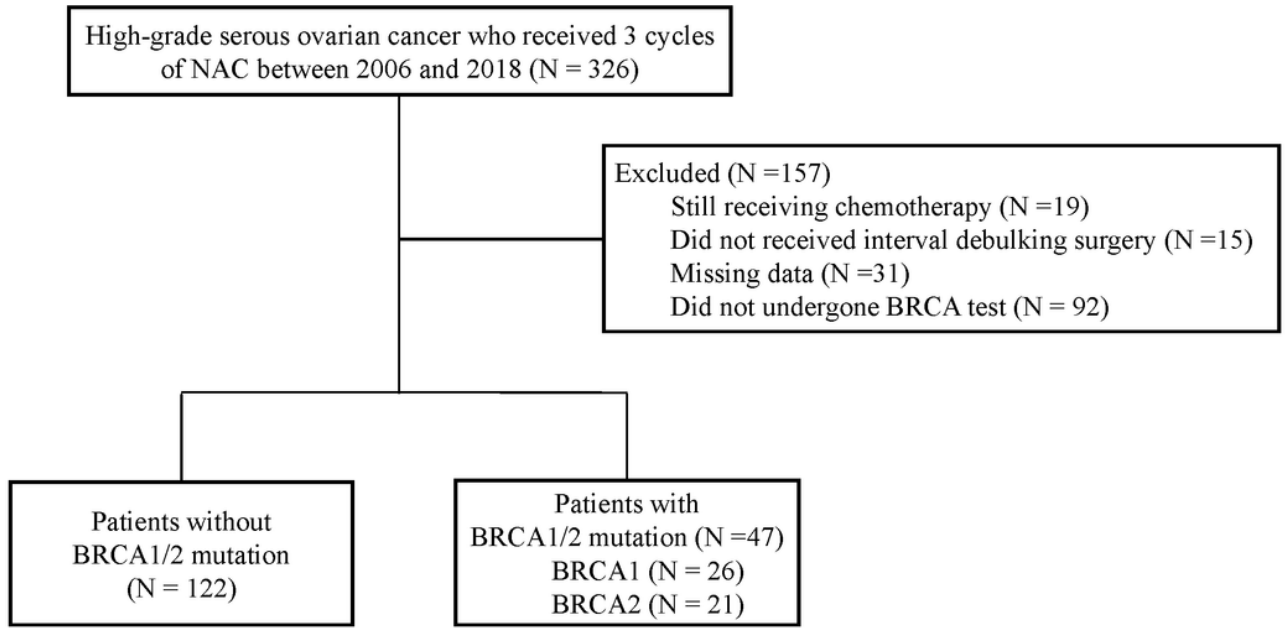 High-grade serous ovarian cancer who received 3 cycles
of NAC between 2006 and 2018 (N = 326)
Excluded (N =157)
Still receiving chemotherapy (N =19)
Did not received interval debulking surgery (N =15)
Missing data (N =31)
Did not undergone BRCA test (N = 92)
Patients without
BRCA1/2 mutation
(N = 122)
Patients with
BRCA1/2 mutation (N =47)
BRCA1 (N = 26)
BRCA2 (N = 21)